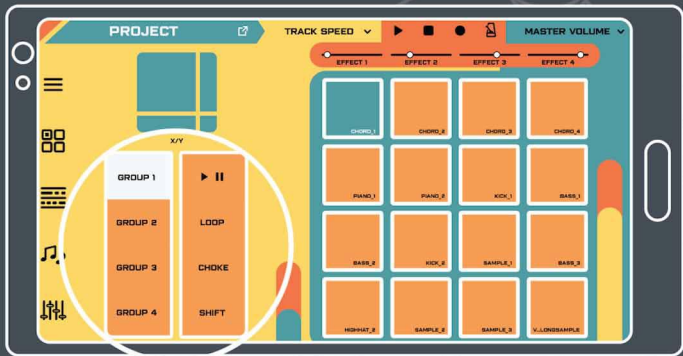 PROJECT
TRACK SPEED
MASTER VOLUME
EFFECT 1
EFFECT 2
EFFECT 3
EFFECT 4
X/Y
GROUP 1
GROUP 2
LOOP
GROUP 3
CHOKE
GROUP 4
SHIFT
CHORD_1
CHORD_2
CHORD_3
CHORD_4
PIANO_1
PIANO_2
KICK_1
BASS_1
BASS_2
KICK_2
SAMPLE_1
BASS_3
HIGHHAT_2
SAMPLE_2
SAMPLE_3
V_LONGSAMPLE